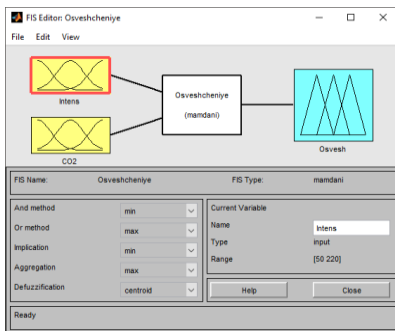 FIS Editor: Osveshcheniye
File Edit View
Intens
CO2
Osveshcheniye
(mamdani)
Osvesh
FIS Name: Osveshcheniye FIS Type: mamdani
And method min
Or method max
Implication min
Aggregation max
Defuzzification centroid
Current Variable
Name Intens
Type input
Range [50 220]
Help Close
Ready